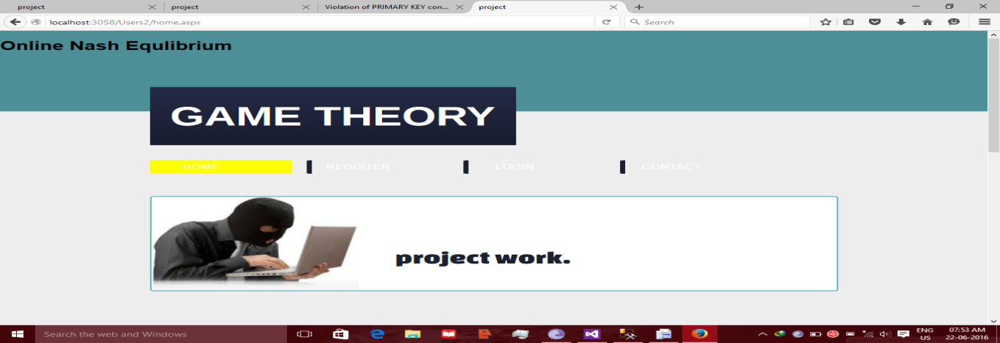 project project Violation of PRIMARY KEY con... project
localhost:3058/Users2/home.aspx Search
Online Nash Equlibrium
GAME THEORY
HOME REGISTER LOGIN CONTACT
project work.
Search the web and Windows ENG 07:53 AM
US 22-06-2016